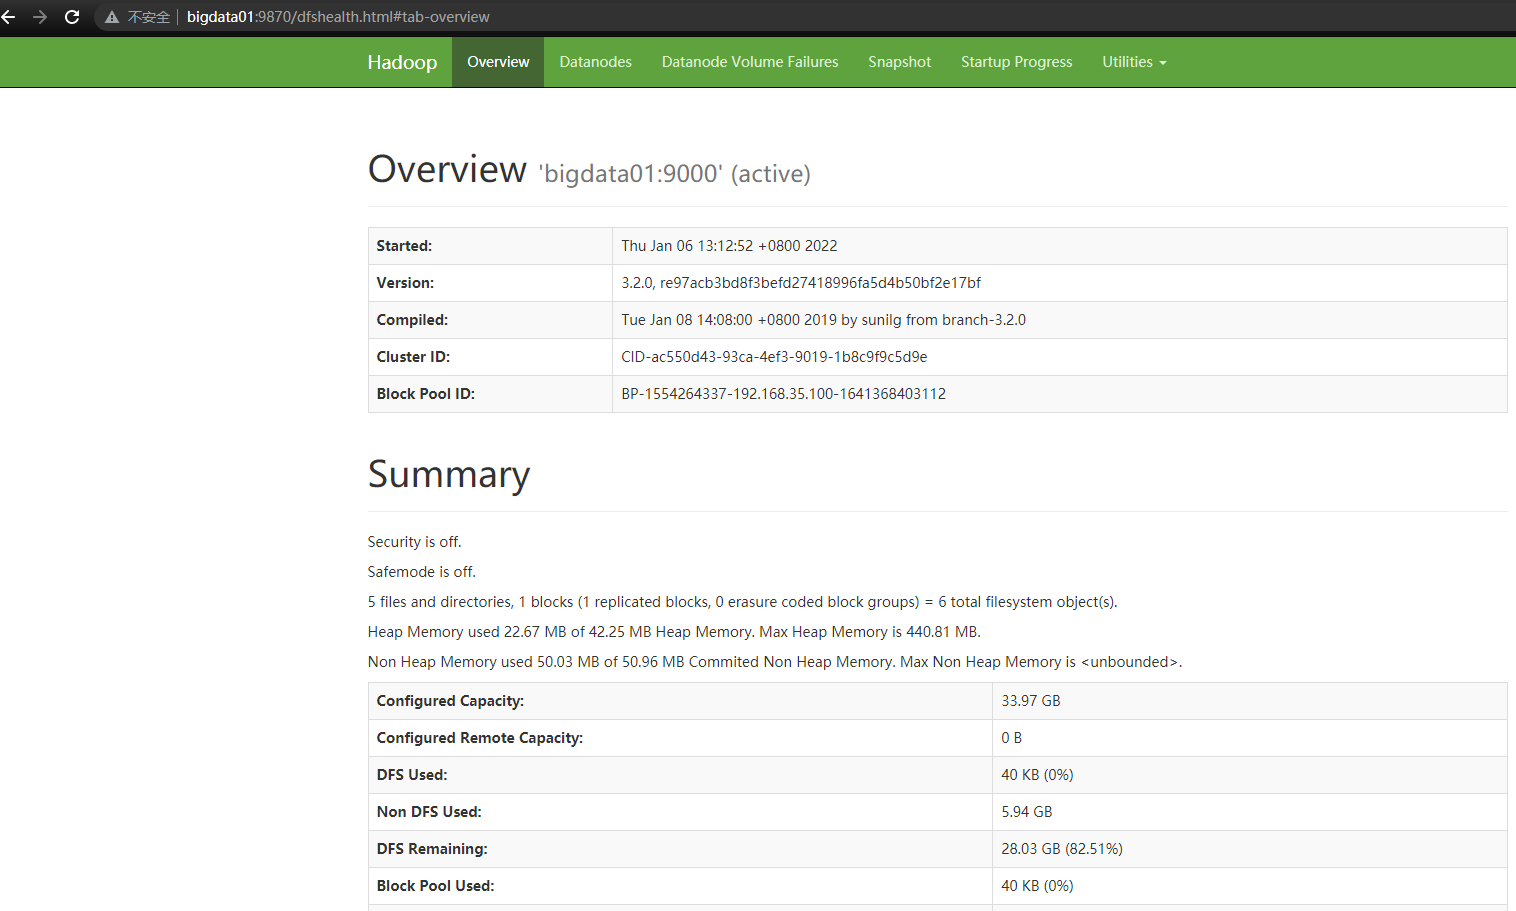 不安全 bigdata01:9870/dfshealth.html#tab-overview
Hadoop Overview Datanodes Datanode Volume Failures Snapshot Startup Progress Utilities
Overview 'bigdata01:9000' (active)
Started: Thu Jan 06 13:12:52 +0800 2022
Version: 3.2.0, re97acb3bd8f3befd27418996fa5d4b50bf2e17bf
Compiled: Tue Jan 08 14:08:00 +0800 2019 by sunilg from branch-3.2.0
Cluster ID: CID-ac550d43-93ca-4ef3-9019-1b8c9f9c5d9e
Block Pool ID: BP-1554264337-192.168.35.100-1641368403112
Summary
Security is off.
Safemode is off.
5 files and directories, 1 blocks (1 replicated blocks, 0 erasure coded block groups) = 6 total filesystem object(s).
Heap Memory used 22.67 MB of 42.25 MB Heap Memory. Max Heap Memory is 440.81 MB.
Non Heap Memory used 50.03 MB of 50.96 MB Commited Non Heap Memory. Max Non Heap Memory is <unbounded>.
Configured Capacity: 33.97 GB
Configured Remote Capacity: 0 B
DFS Used: 40 KB (0%)
Non DFS Used: 5.94 GB
DFS Remaining: 28.03 GB (82.51%)
Block Pool Used: 40 KB (0%)